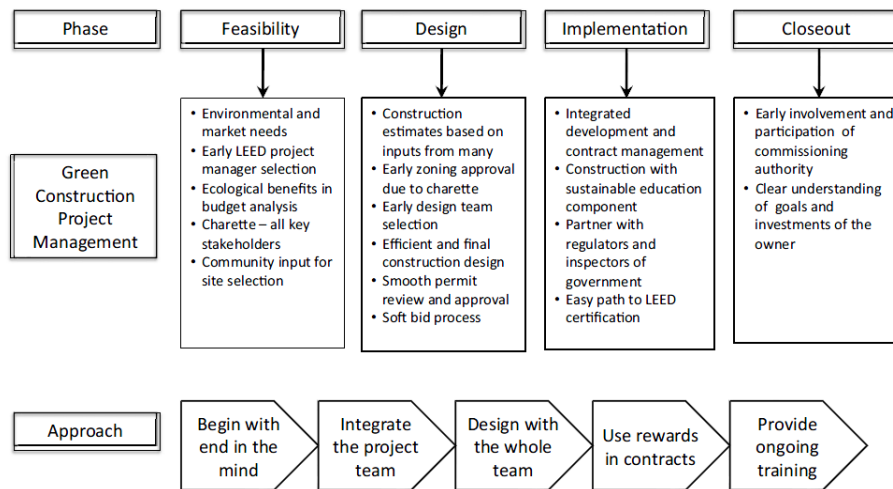 Phase
Feasibility
Design
Implementation
Closeout
Green
Construction
Project
Management
• Environmental and
market needs
• Early LEED project
manager selection
• Ecological benefits in
budget analysis
• Charette – all key
stakeholders
• Community input for
site selection
• Construction
estimates based on
inputs from many
• Early zoning approval
due to charette
• Early design team
selection
• Efficient and final
construction design
• Smooth permit
review and approval
• Soft bid process
• Integrated
development and
contract management
• Construction with
sustainable education
component
• Partner with
regulators and
inspectors of
government
• Easy path to LEED
certification
• Early involvement and
participation of
commissioning
authority
• Clear understanding
of goals and
investments of the
owner
Approach
Begin with
end in the
mind
Integrate
the project
team
Design with
the whole
team
Use rewards
in contracts
Provide
ongoing
training